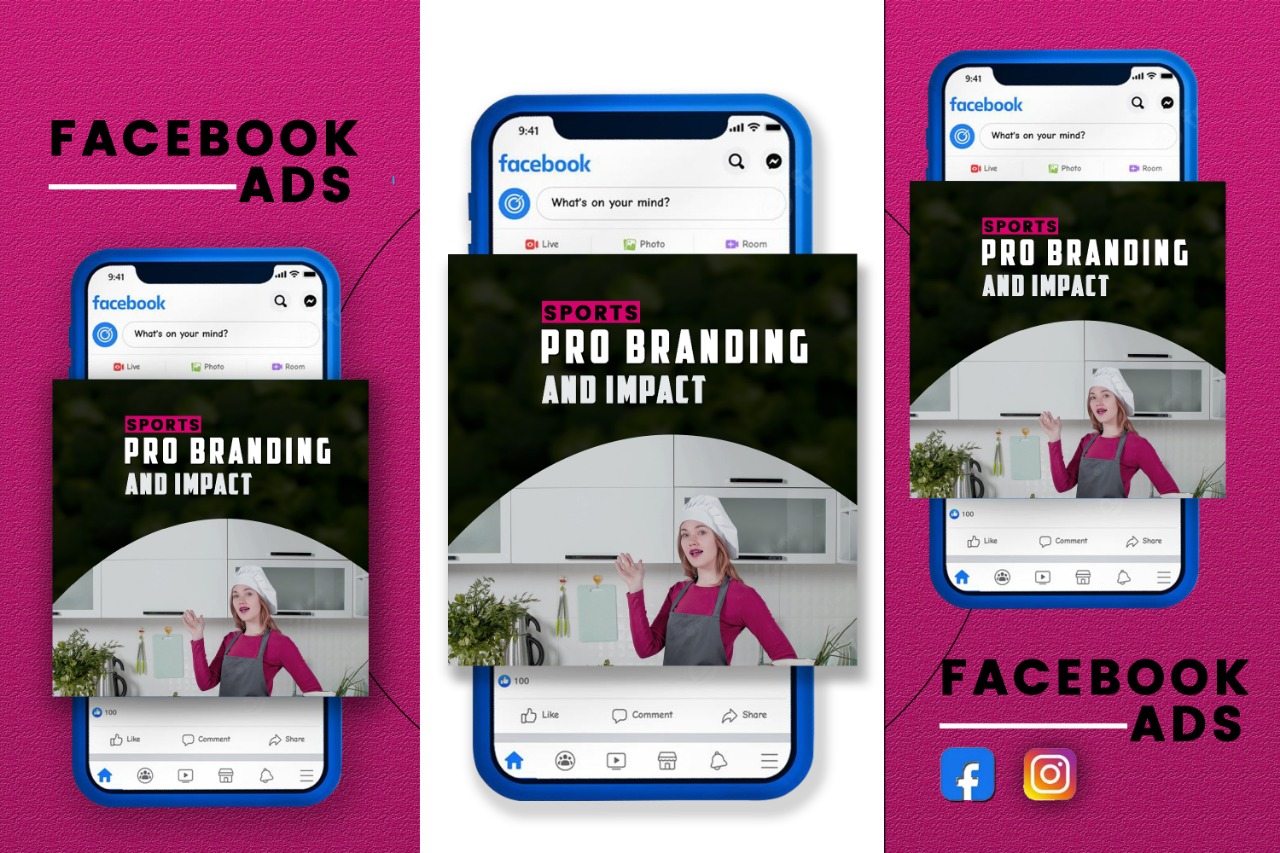 FACEBOOK
ADS
9:41
facebook
What's on your mind?
Live Photo Room
SPORTS
PRO BRANDING
AND IMPACT
100
Like Comment Share
9:41
facebook
What's on your mind?
Live Photo Room
SPORTS
PRO BRANDING
AND IMPACT
100
Like Comment Share
9:41
facebook
What's on your mind?
Live Photo Room
SPORTS
PRO BRANDING
AND IMPACT
100
Like Comment Share
FACEBOOK
ADS